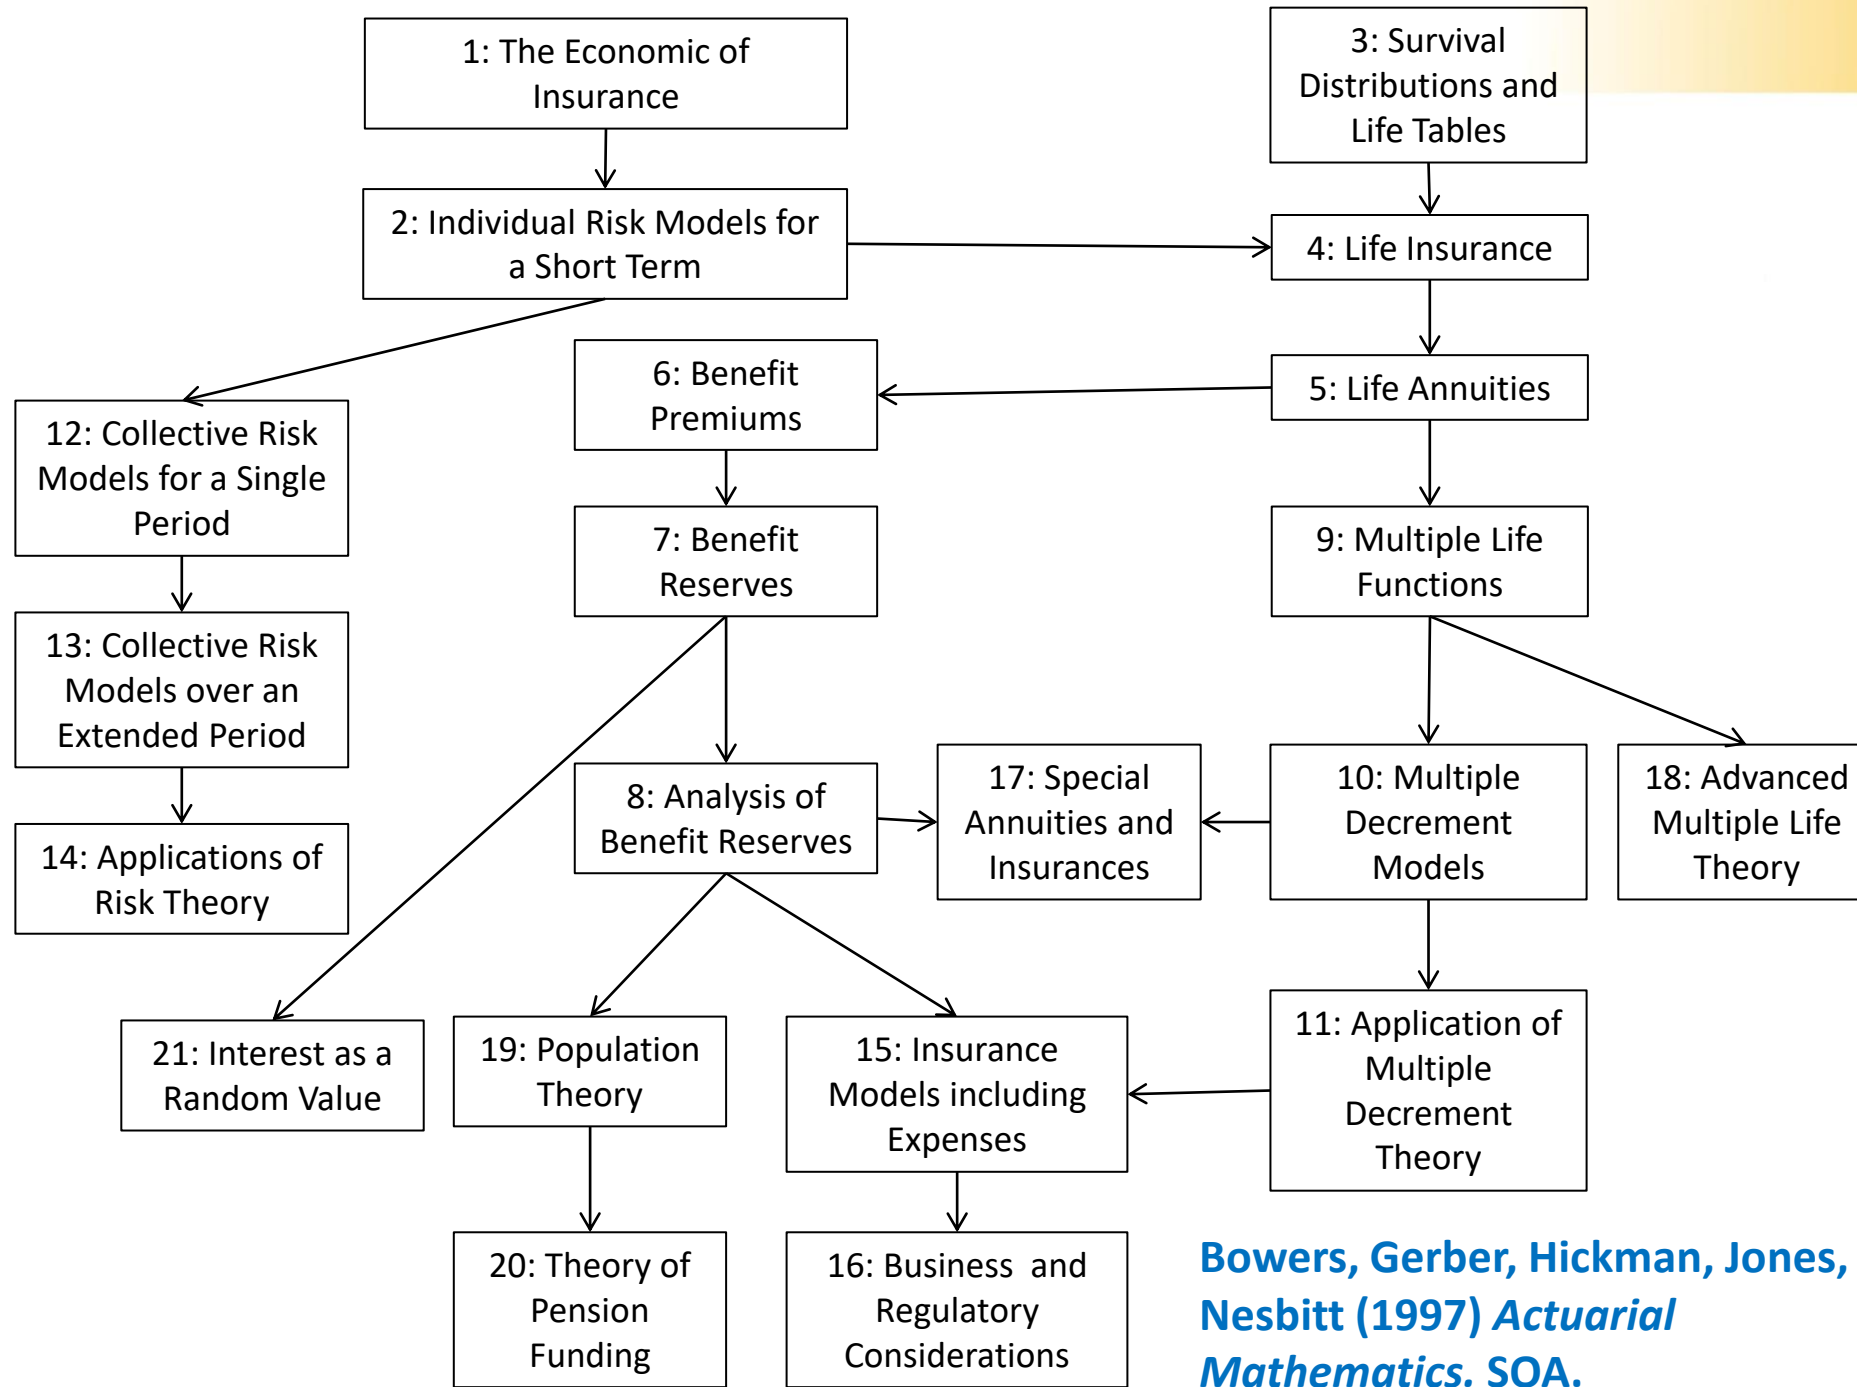 1: The Economic of
Insurance
3: Survival
Distributions and
Life Tables
2: Individual Risk Models for
a Short Term
4: Life Insurance
6: Benefit
Premiums
5: Life Annuities
12: Collective Risk
Models for a Single
Period
7: Benefit
Reserves
9: Multiple Life
Functions
13: Collective Risk
Models over an
Extended Period
8: Analysis of
Benefit Reserves
17: Special
Annuities and
Insurances
10: Multiple
Decrement
Models
18: Advanced
Multiple Life
Theory
14: Applications of
Risk Theory
21: Interest as a
Random Value
19: Population
Theory
15: Insurance
Models including
Expenses
11: Application of
Multiple
Decrement
Theory
20: Theory of
Pension
Funding
16: Business  and
Regulatory
Considerations
Bowers, Gerber, Hickman, Jones,
Nesbitt (1997) Actuarial
Mathematics. SOA.